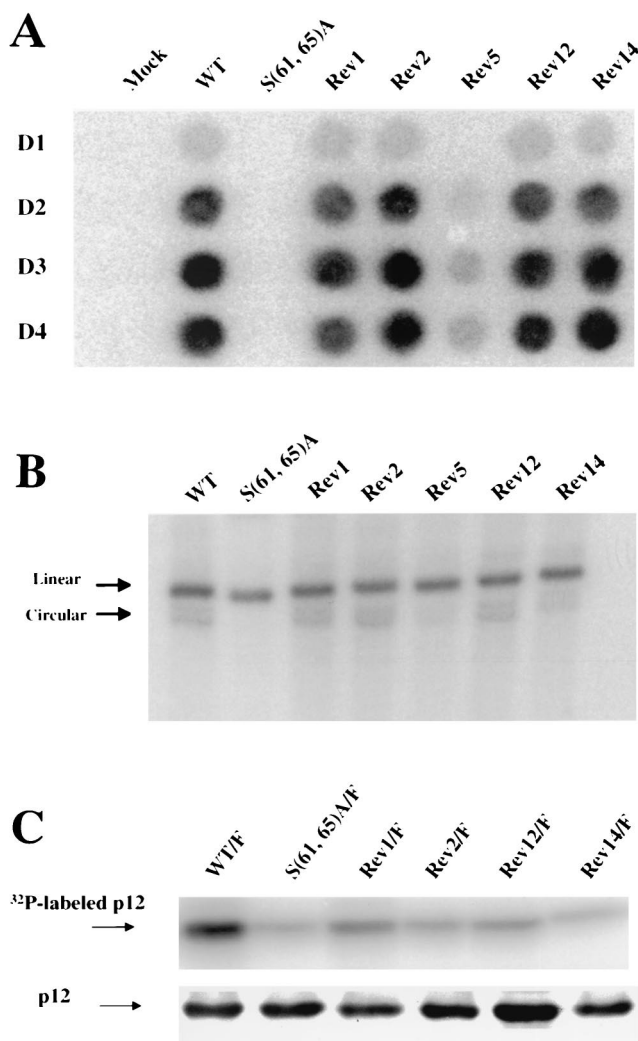 A
Mock WT S(61, 65)A Rev1 Rev2 Rev5 Rev12 Rev14
D1
D2
D3
D4
B
WT S(61, 65)A Rev1 Rev2 Rev5 Rev12 Rev14
Linear
Circular
C
WT/F S(61, 65)A/F Rev1/F Rev2/F Rev12/F Rev14/F
³²P-labeled p12
p12